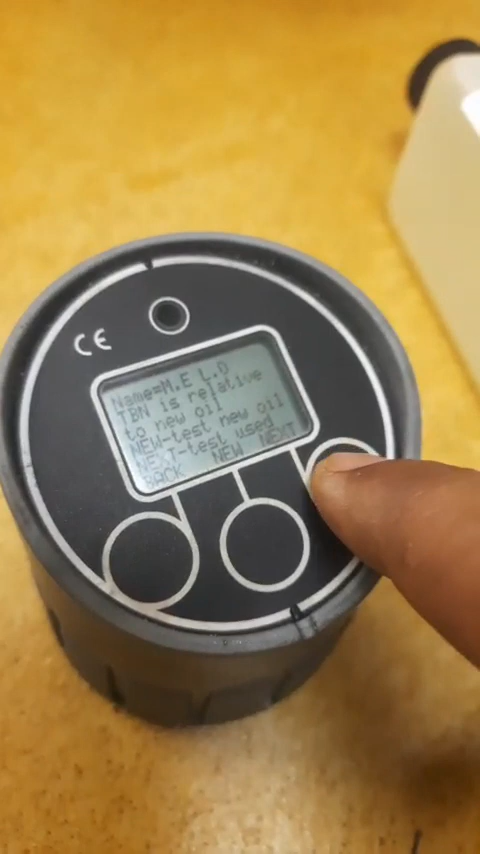 CE
Name=M.E L.O
TBN is relative
to new oil
NEW-test new oil
NEXT-test used
BACK NEW NEXT